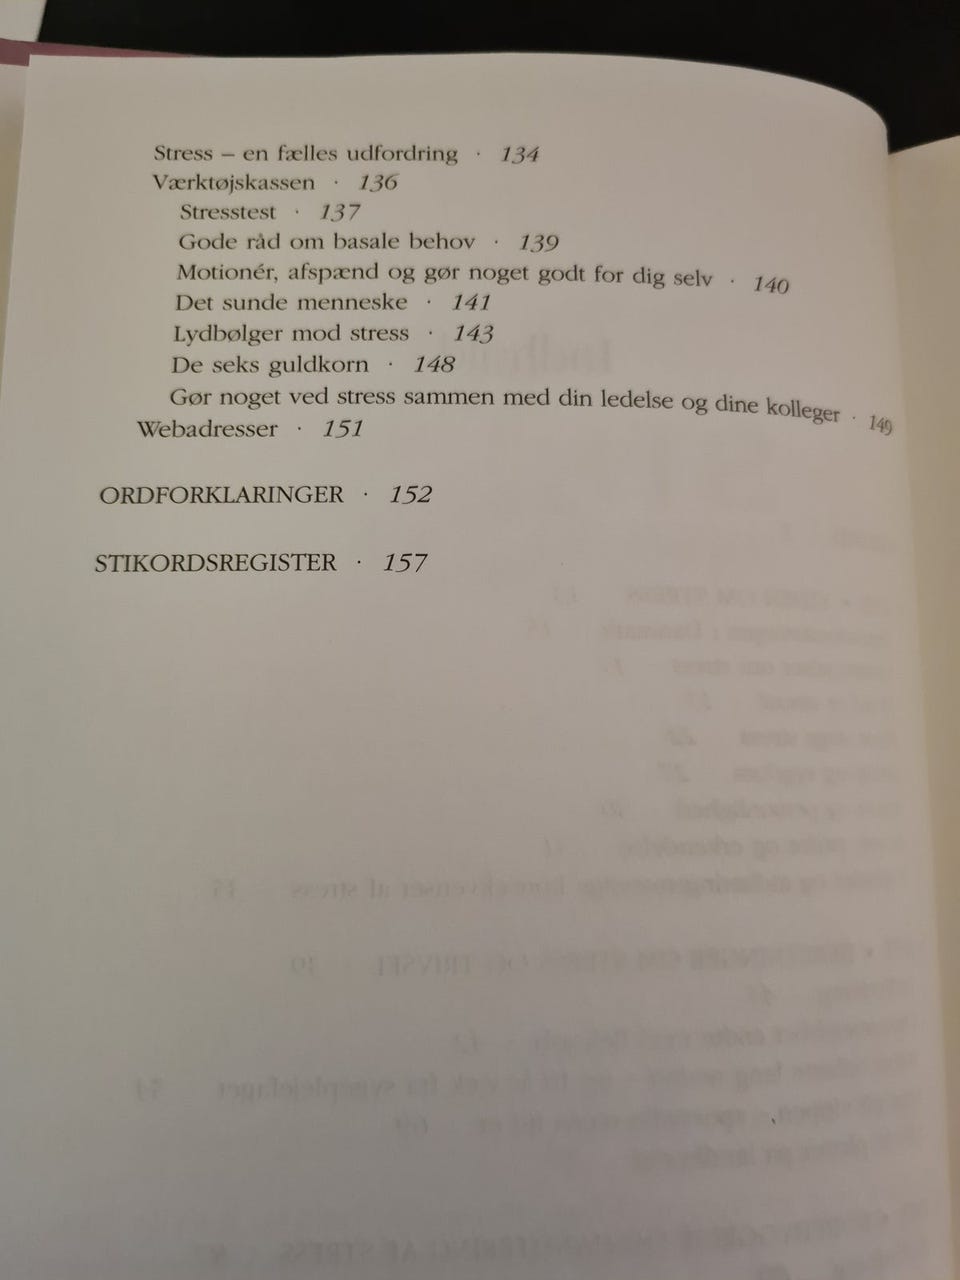 Stress – en fælles udfordring · 134
Værktøjskassen · 136
Stresstest · 137
Gode råd om basale behov · 139
Motionér, afspænd og gør noget godt for dig selv · 140
Det sunde menneske · 141
Lydbølger mod stress · 143
De seks guldkorn · 148
Gør noget ved stress sammen med din ledelse og dine kolleger · 149
Webadresser · 151
ORDFORKLARINGER · 152
STIKORDSREGISTER · 157